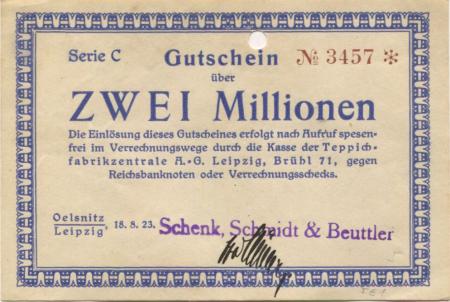 Serie C Gutschein № 3457 *
über
ZWEI Millionen
Die Einlösung dieses Gutscheines erfolgt nach Aufruf spesen-
frei im Verrechnungswege durch die Kasse der Teppich-
fabrikzentrale A.-G. Leipzig, Brühl 71, gegen
Reichsbanknoten oder Verrechnungsschecks.
Oelsnitz
Leipzig, 18. 8. 23. Schenk, Schmidt & Beuttler